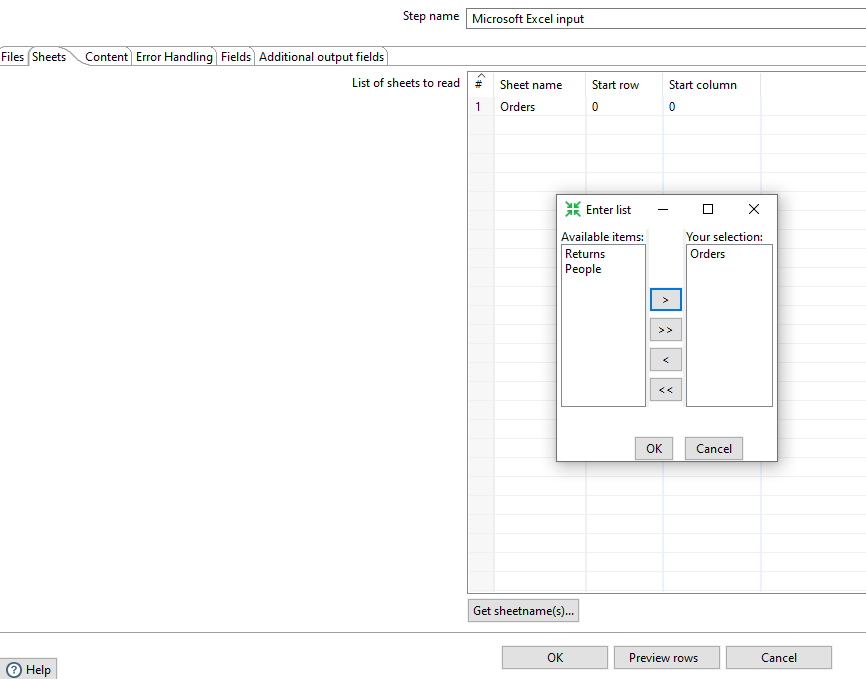 Step name Microsoft Excel input
Files Sheets Content Error Handling Fields Additional output fields
List of sheets to read
# Sheet name Start row Start column
1 Orders 0 0
Enter list
Available items: Your selection:
Returns Orders
People
>
>>
<
<<
OK Cancel
Get sheetname(s)...
OK Preview rows Cancel
? Help